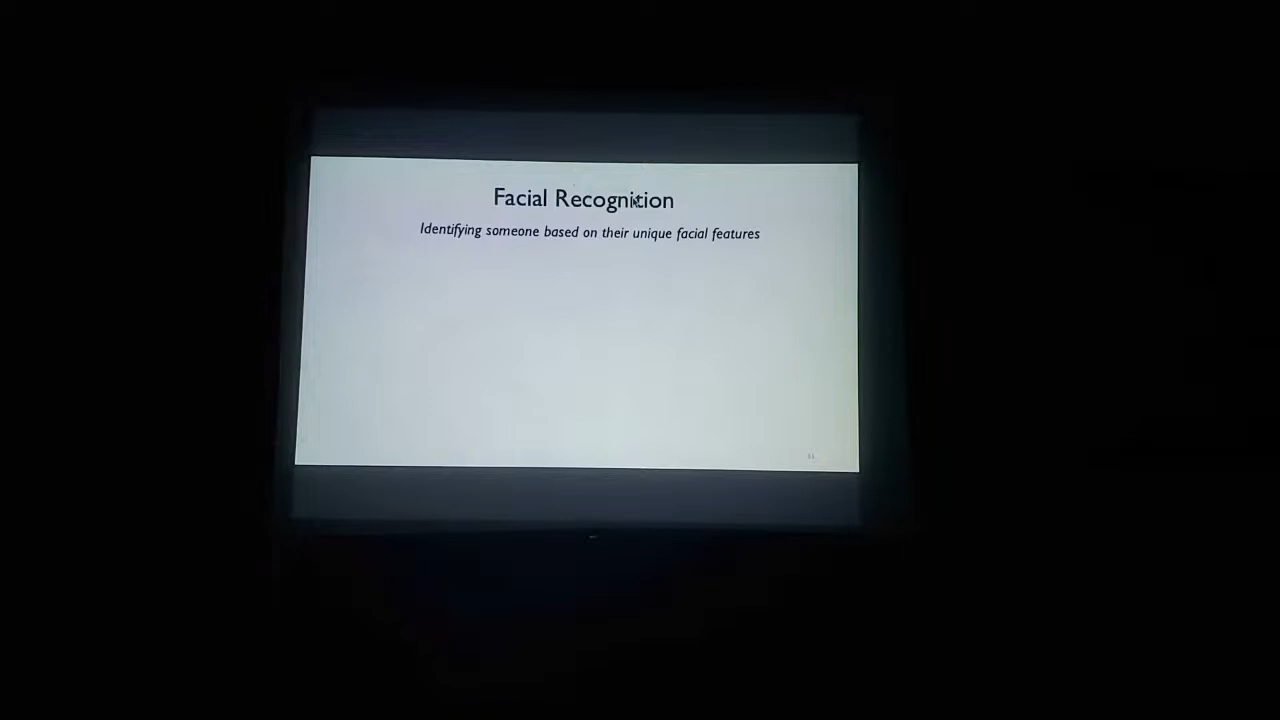 Facial Recognition
Identifying someone based on their unique facial features